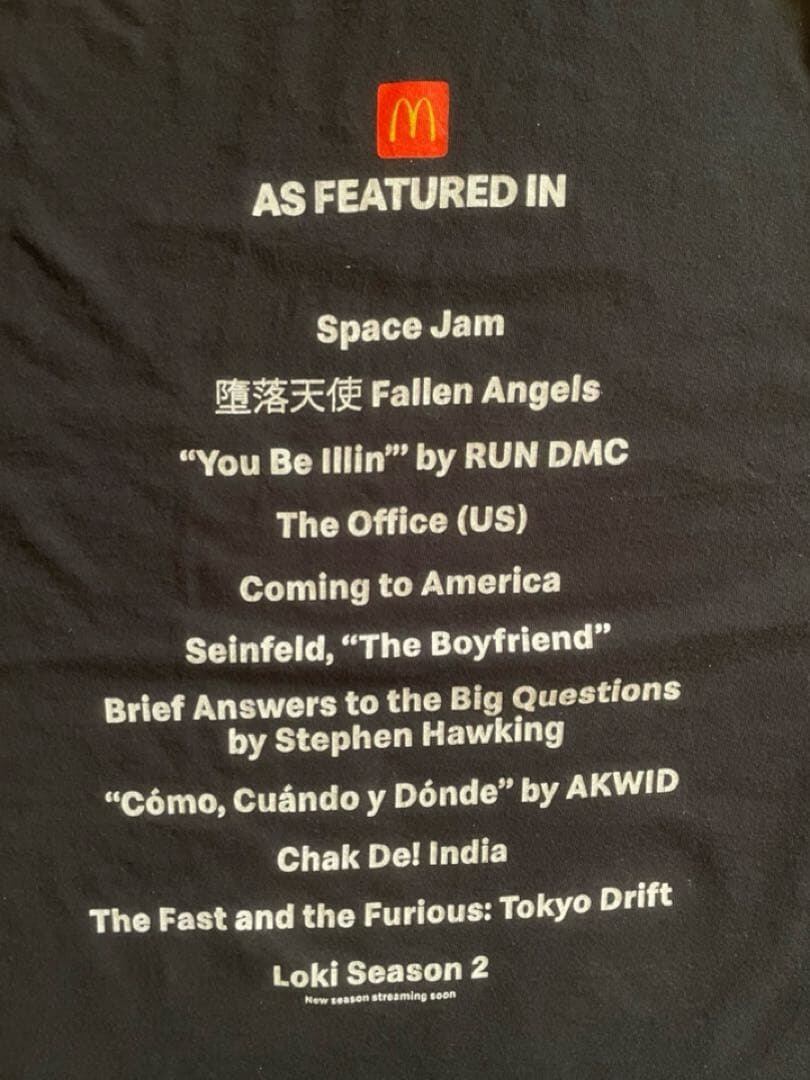 AS FEATURED IN
Space Jam
墮落天使 Fallen Angels
“You Be Illin’” by RUN DMC
The Office (US)
Coming to America
Seinfeld, “The Boyfriend”
Brief Answers to the Big Questions
by Stephen Hawking
“Cómo, Cuándo y Dónde” by AKWID
Chak De! India
The Fast and the Furious: Tokyo Drift
Loki Season 2
New season streaming soon